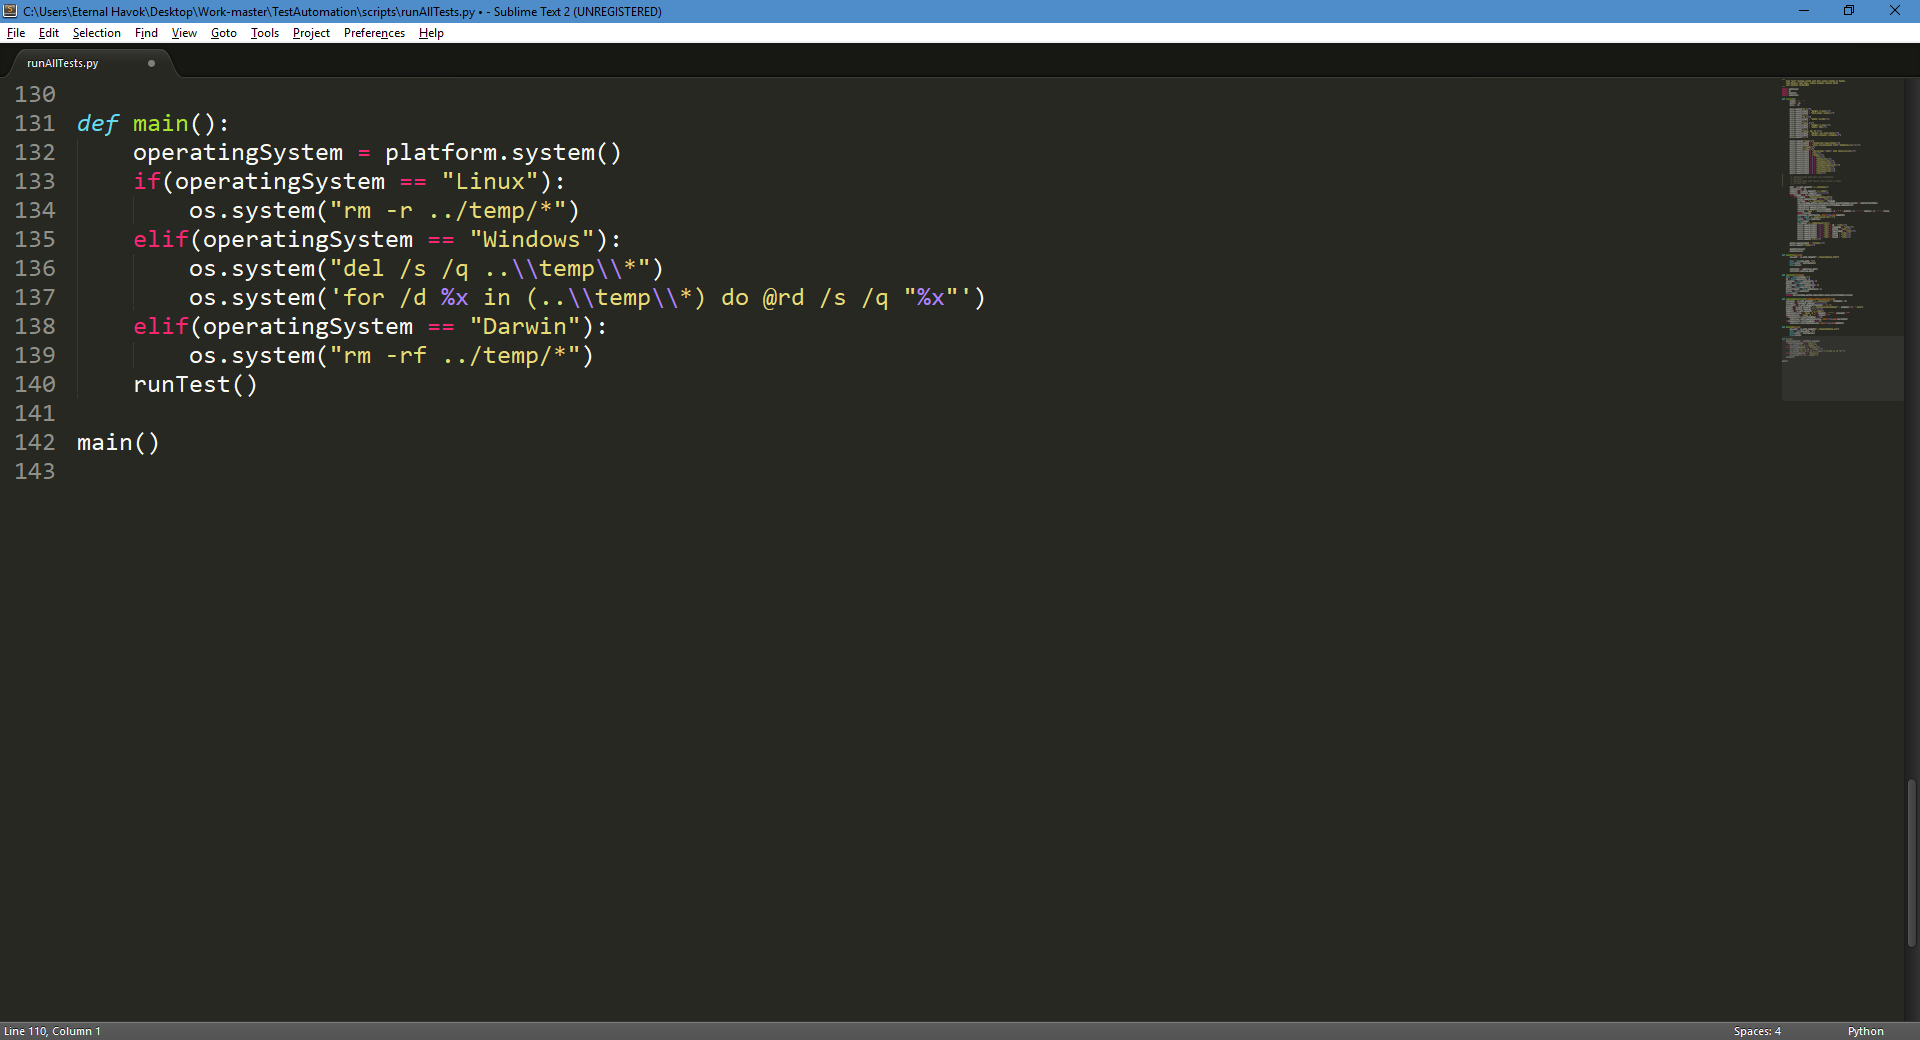 C:\Users\Eternal Havok\Desktop\Work-master\TestAutomation\scripts\runAllTests.py • - Sublime Text 2 (UNREGISTERED)
File Edit Selection Find View Goto Tools Project Preferences Help
runAllTests.py
130
131 def main():
132     operatingSystem = platform.system()
133     if(operatingSystem == "Linux"):
134         os.system("rm -r ../temp/*")
135     elif(operatingSystem == "Windows"):
136         os.system("del /s /q ..\\temp\\*")
137         os.system('for /d %x in (..\\temp\\*) do @rd /s /q "%x"')
138     elif(operatingSystem == "Darwin"):
139         os.system("rm -rf ../temp/*")
140     runTest()
141
142 main()
143
Line 110, Column 1 Spaces: 4 Python